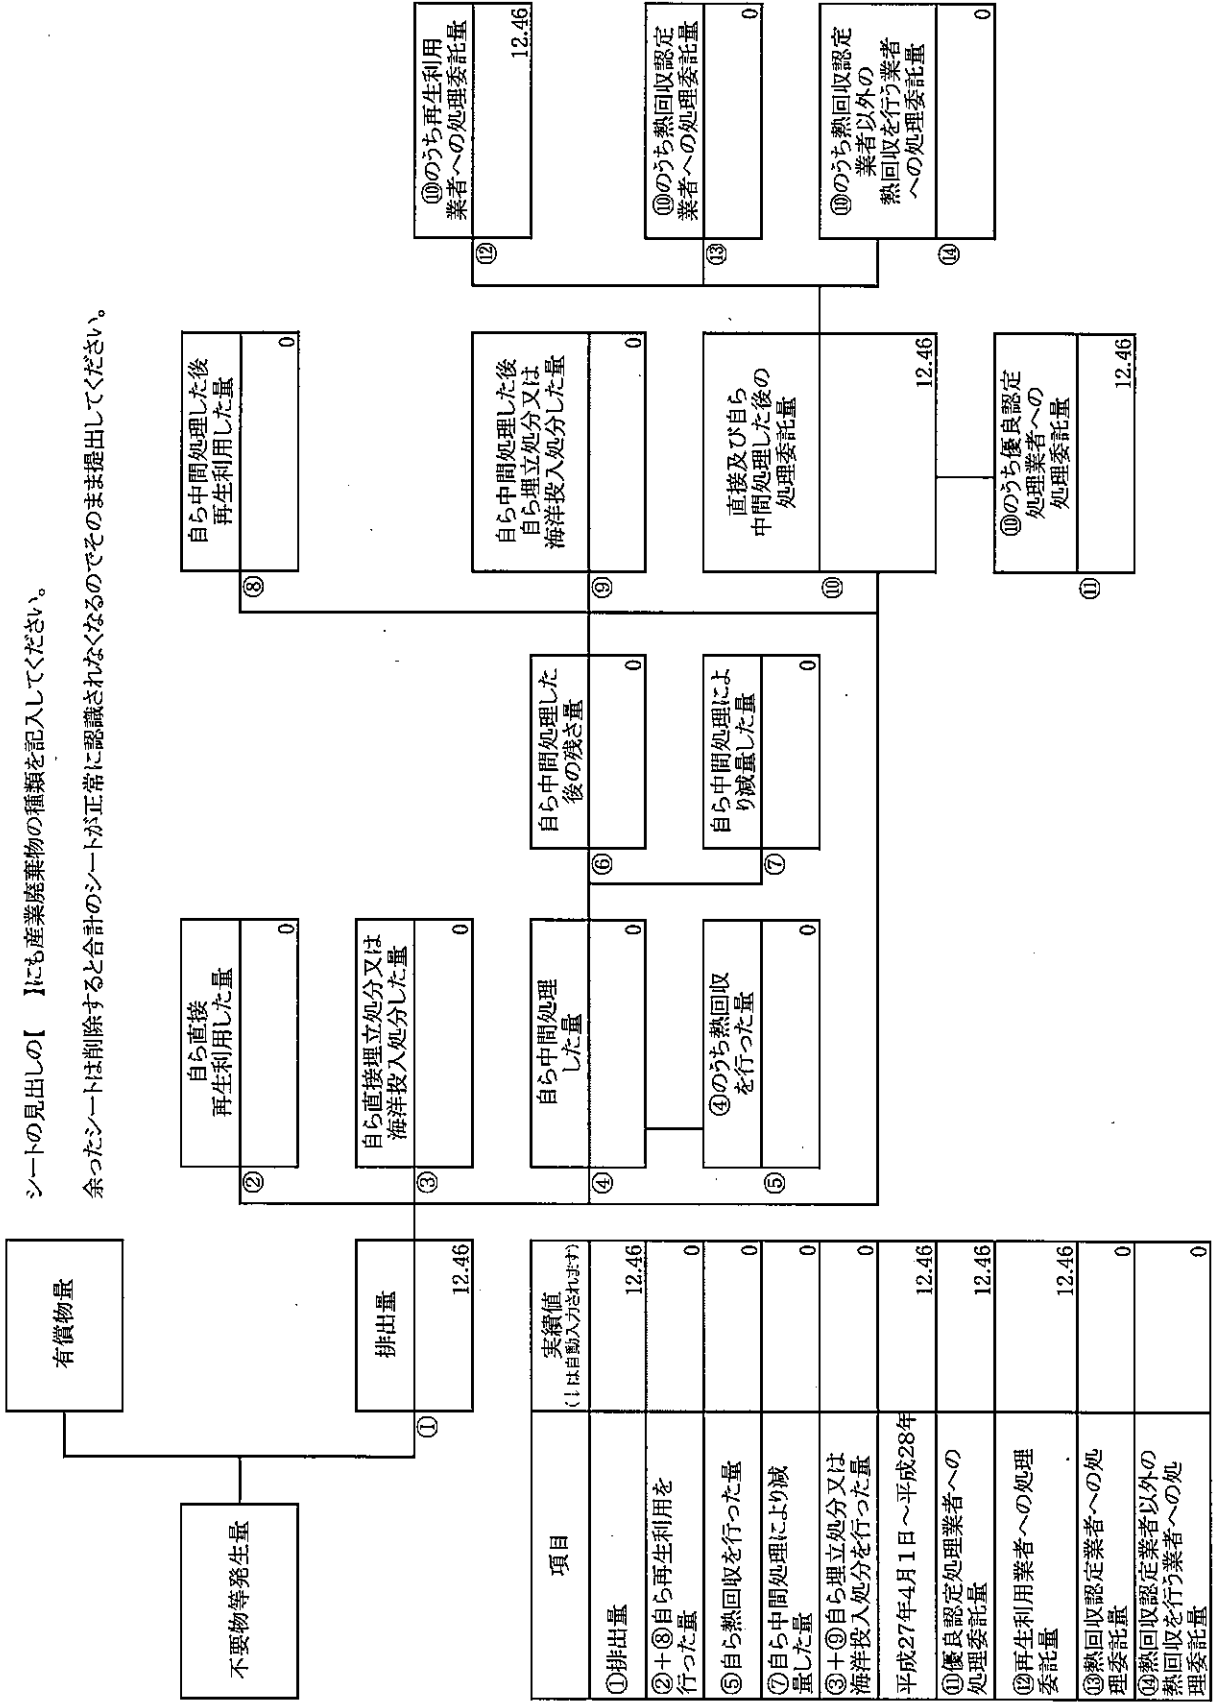 シートの見出しの【　】にも産業廃棄物の種類を記入してください。
余ったシートは削除すると合計のシートが正常に認識されなくなるのでそのまま提出してください。
不要物等発生量
有償物量
①
排出量
12.46
②
自ら直接
再生利用した量
0
③
自ら直接埋立処分又は
海洋投入処分した量
0
④
自ら中間処理
した量
0
⑤
④のうち熱回収
を行った量
0
⑥
自ら中間処理した
後の残さ量
0
⑦
自ら中間処理によ
り減量した量
0
⑧
自ら中間処理した後
再生利用した量
0
⑨
自ら中間処理した後
自ら埋立処分又は
海洋投入処分した量
0
⑩
直接及び自ら
中間処理した後の
処理委託量
12.46
⑪
⑩のうち優良認定
処理業者への
処理委託量
12.46
⑫
⑩のうち再生利用
業者への処理委託量
12.46
⑬
⑩のうち熱回収認定
業者への処理委託量
0
⑭
⑩のうち熱回収認定
業者以外の
熱回収を行う業者
への処理委託量
0
項目
実績値
(↓は自動入力されます)
①排出量
12.46
②+⑧自ら再生利用を
行った量
0
⑤自ら熱回収を行った量
0
⑦自ら中間処理により減
量した量
0
③+⑨自ら埋立処分又は
海洋投入処分を行った量
0
平成27年4月1日～平成28年
12.46
⑪優良認定処理業者への
処理委託量
12.46
⑫再生利用業者への処理
委託量
12.46
⑬熱回収認定業者への処
理委託量
0
⑭熱回収認定業者以外の
熱回収を行う業者への処
理委託量
0